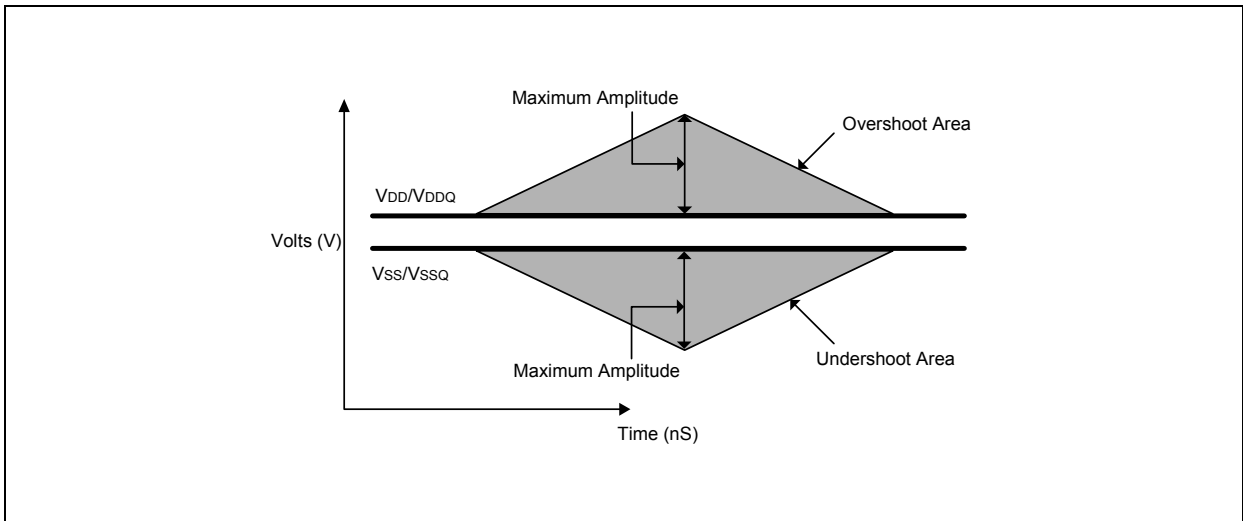 Maximum Amplitude
Overshoot Area
VDD/VDDQ
Volts (V)
VSS/VSSQ
Undershoot Area
Maximum Amplitude
Time (nS)